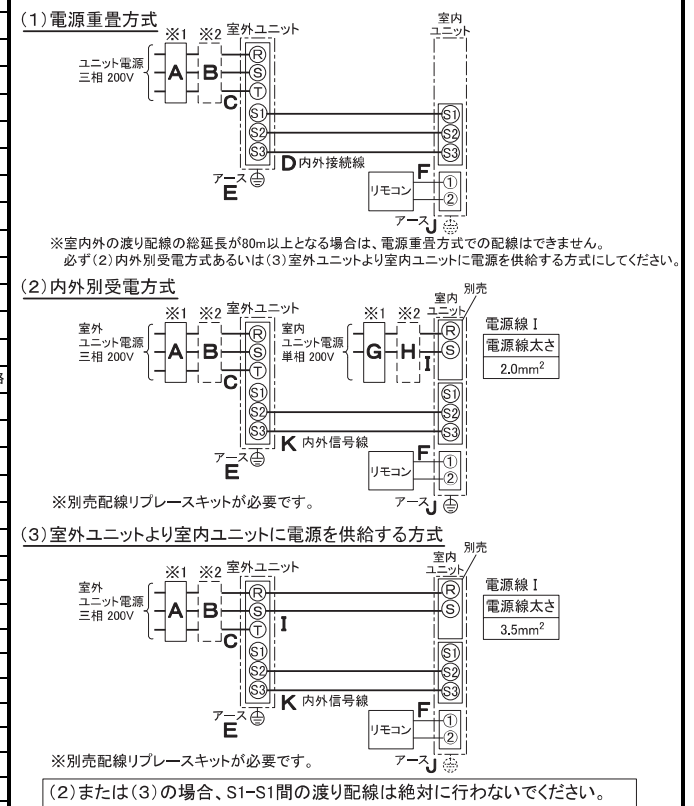 (1)電源重畳方式
※1 ※2 室外ユニット
室内
ユニット
ユニット電源
三相 200V
A B C
R
S
T
S1
S2
S3
S1
S2
S3
D 内外接続線
アース
E
リモコン
F
①
②
アース J
※室内外の渡り配線の総延長が80m以上となる場合は、電源重畳方式での配線はできません。
必ず(2)内外別受電方式あるいは(3)室外ユニットより室内ユニットに電源を供給する方式にしてください。
(2)内外別受電方式
※1 ※2 室外ユニット
※1 ※2
室内
ユニット
別売
室外
ユニット電源
三相 200V
A B C
R
S
T
S1
S2
S3
室内
ユニット電源
単相 200V
G H I
R
S
S1
S2
S3
電源線 I
電源線太さ
2.0mm²
K 内外信号線
アース
E
リモコン
F
①
②
アース J
※別売配線リプレースキットが必要です。
(3)室外ユニットより室内ユニットに電源を供給する方式
※1 ※2 室外ユニット
室内
ユニット
別売
室外
ユニット電源
三相 200V
A B C
R
S
T
S1
S2
S3
I
R
S
S1
S2
S3
電源線 I
電源線太さ
3.5mm²
K 内外信号線
アース
E
リモコン
F
①
②
アース J
※別売配線リプレースキットが必要です。
(2)または(3)の場合、S1-S1間の渡り配線は絶対に行わないでください。